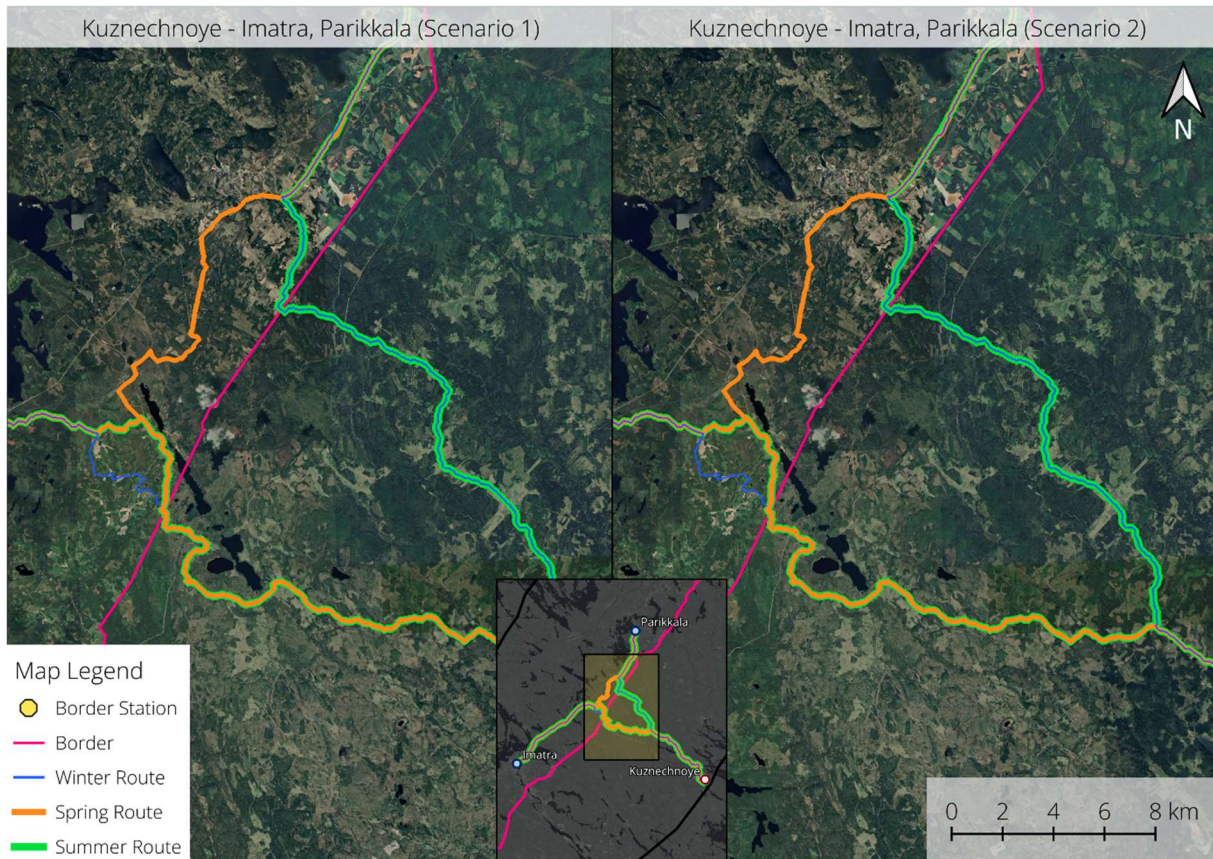 Kuznechnoye - Imatra, Parikkala (Scenario 1)
Kuznechnoye - Imatra, Parikkala (Scenario 2)
N
Parikkala
Imatra
Kuznechnoye
Map Legend
Border Station
Border
Winter Route
Spring Route
Summer Route
0 2 4 6 8 km